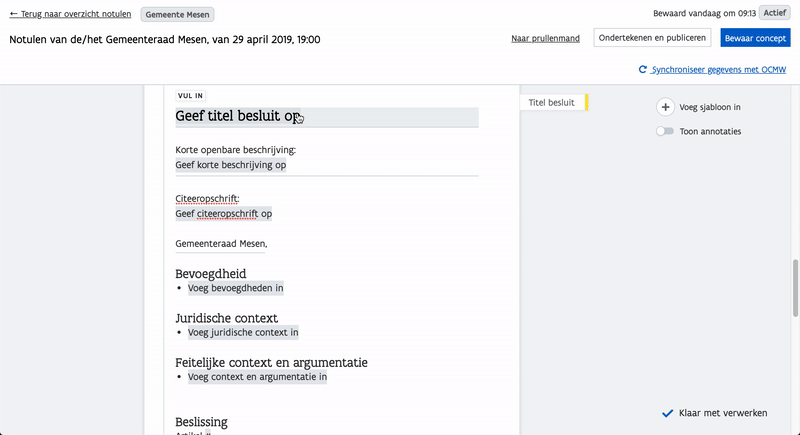 ← Terug naar overzicht notulen
Gemeente Mesen
Bewaard vandaag om 09:13
Actief
Notulen van de/het Gemeenteraad Mesen, van 29 april 2019, 19:00
Naar prullenmand
Ondertekenen en publiceren
Bewaar concept
Synchroniseer gegevens met OCMW
VUL IN
Geef titel besluit op
Titel besluit
Voeg sjabloon in
Toon annotaties
Korte openbare beschrijving:
Geef korte beschrijving op
Citeeropschrift:
Geef citeeropschrift op
Gemeenteraad Mesen,
Bevoegdheid
• Voeg bevoegdheden in
Juridische context
• Voeg juridische context in
Feitelijke context en argumentatie
• Voeg context en argumentatie in
Klaar met verwerken
Beslissing
Artikel #